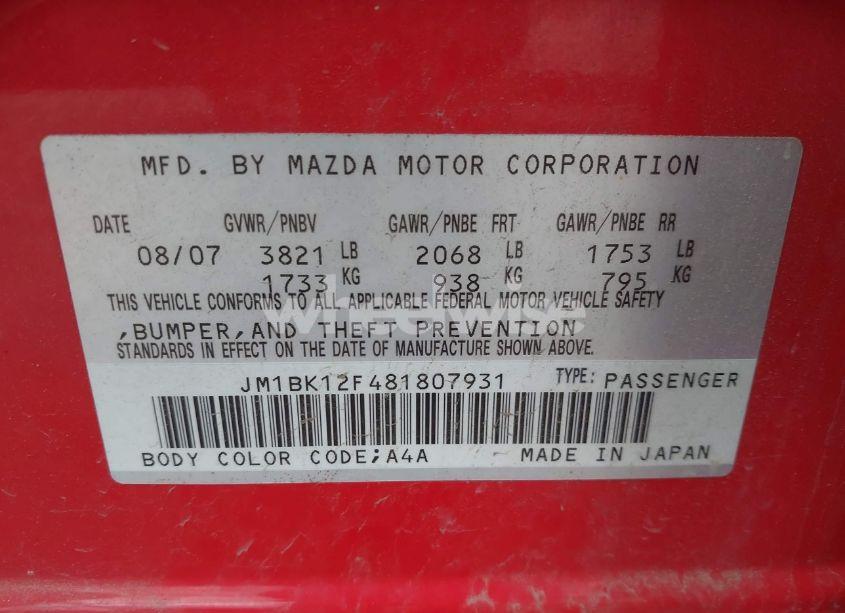 MFD. BY MAZDA MOTOR CORPORATION
DATE GVWR/PNBV GAWR/PNBE FRT GAWR/PNBE RR
08/07 3821 LB 2068 LB 1753 LB
1733 KG 938 KG 795 KG
THIS VEHICLE CONFORMS TO ALL APPLICABLE FEDERAL MOTOR VEHICLE SAFETY
wheelwise
,BUMPER,AND THEFT PREVENTION
STANDARDS IN EFFECT ON THE DATE OF MANUFACTURE SHOWN ABOVE.
JM1BK12F481807931 TYPE: PASSENGER
BODY COLOR CODE;A4A MADE IN JAPAN